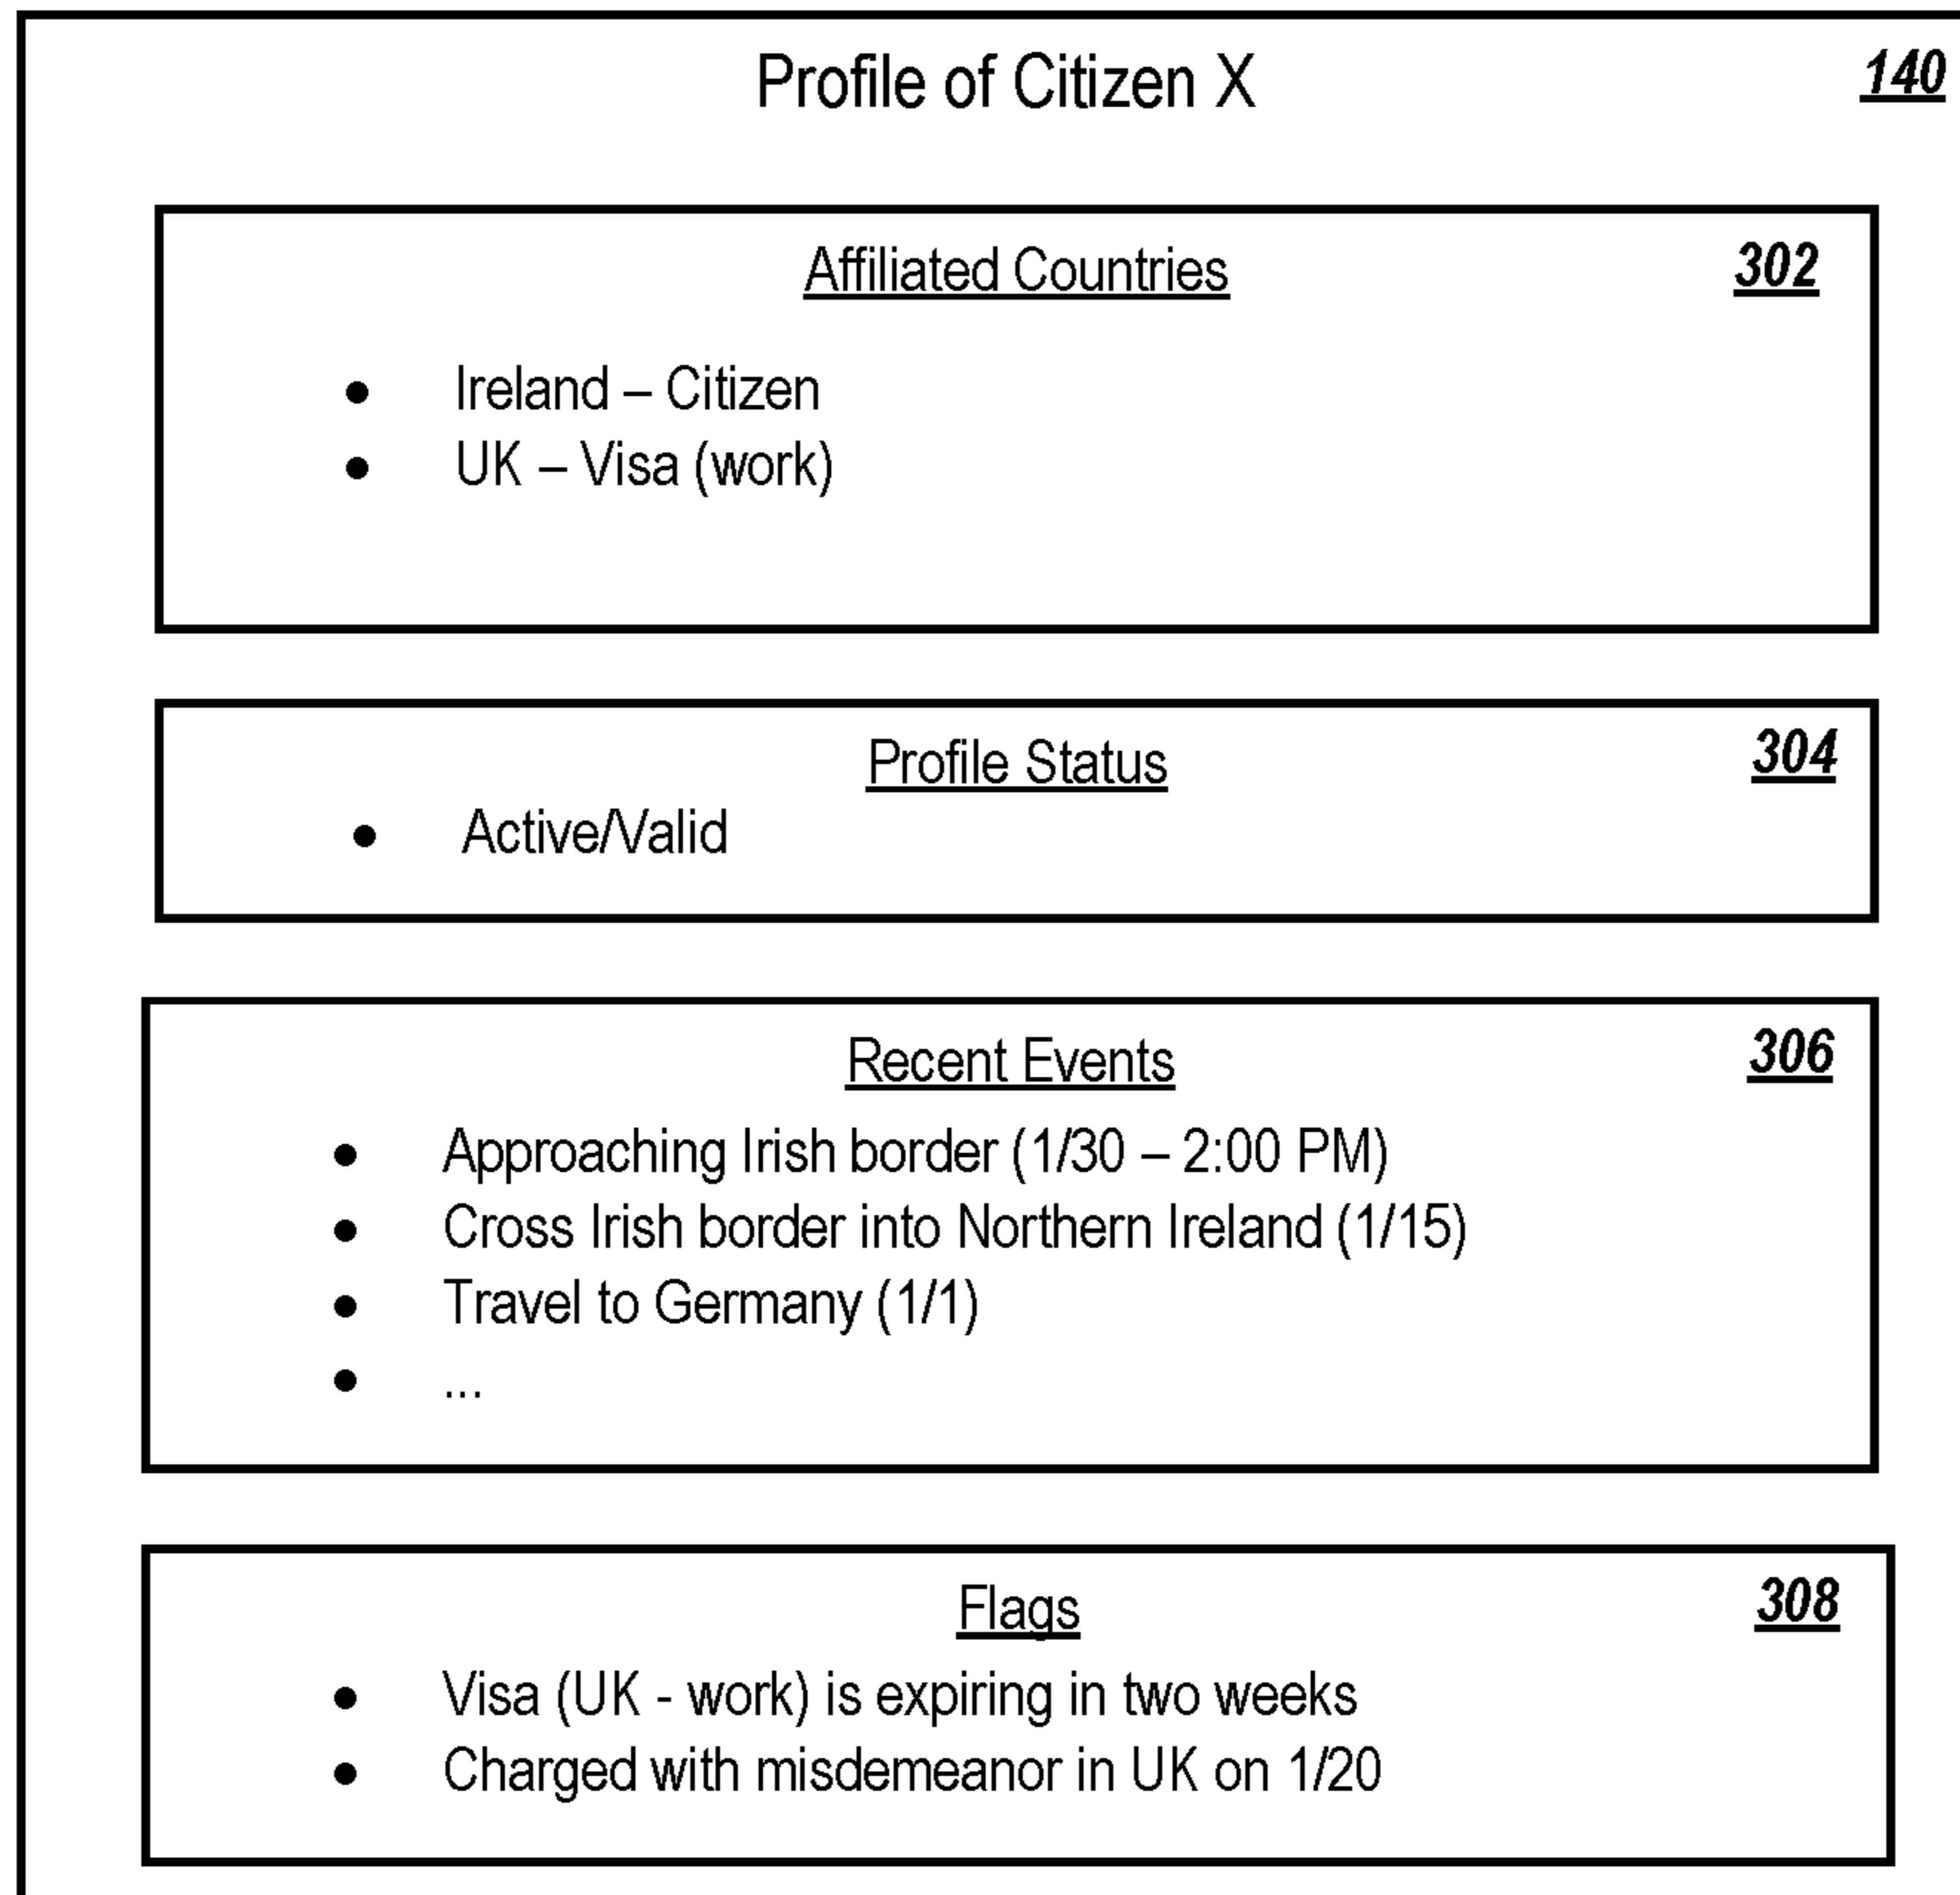 Profile of Citizen X 140
Affiliated Countries 302
● Ireland – Citizen
● UK – Visa (work)
Profile Status 304
● Active/Valid
Recent Events 306
● Approaching Irish border (1/30 – 2:00 PM)
● Cross Irish border into Northern Ireland (1/15)
● Travel to Germany (1/1)
● ...
Flags 308
● Visa (UK - work) is expiring in two weeks
● Charged with misdemeanor in UK on 1/20